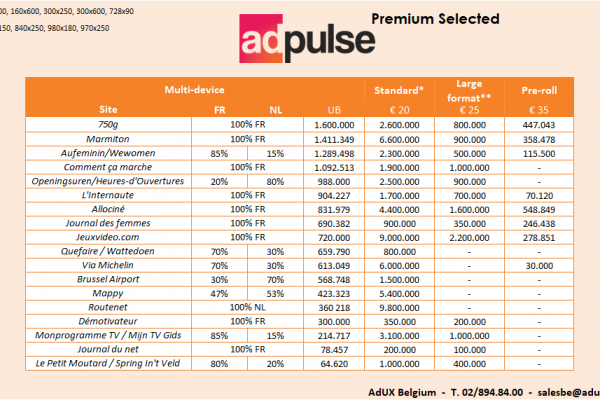 00, 160x600, 300x250, 300x600, 728x90
150, 840x250, 980x180, 970x250
adpulse
Premium Selected
Multi-device Standard* Large format** Pre-roll
Site FR NL UB € 20 € 25 € 35
750g 100% FR 1.600.000 2.600.000 800.000 447.043
Marmiton 100% FR 1.411.349 6.600.000 900.000 358.478
Aufeminin/Wewomen 85% 15% 1.289.498 2.300.000 500.000 115.500
Comment ça marche 100% FR 1.092.513 1.900.000 1.000.000 -
Openingsuren/Heures-d'Ouvertures 20% 80% 988.000 2.500.000 900.000 -
L'Internaute 100% FR 904.227 1.700.000 700.000 70.120
Allociné 100% FR 831.979 4.400.000 1.600.000 548.849
Journal des femmes 100% FR 690.382 900.000 350.000 246.438
Jeuxvideo.com 100% FR 720.000 9.000.000 2.200.000 278.851
Quefaire / Wattedoen 70% 30% 659.790 800.000 - -
Via Michelin 70% 30% 613.049 6.000.000 - 30.000
Brussel Airport 30% 70% 568.748 1.500.000 - -
Mappy 47% 53% 423.323 5.400.000 - -
Routenet 100% NL 360 218 9.800.000 - -
Démotivateur 100% FR 300.000 350.000 200.000 -
Monprogramme TV / Mijn TV Gids 85% 15% 214.717 3.100.000 1.000.000 -
Journal du net 100% FR 78.457 200.000 100.000 -
Le Petit Moutard / Spring In't Veld 80% 20% 64.620 1.000.000 400.000 -
AdUX Belgium - T. 02/894.84.00 - salesbe@adu